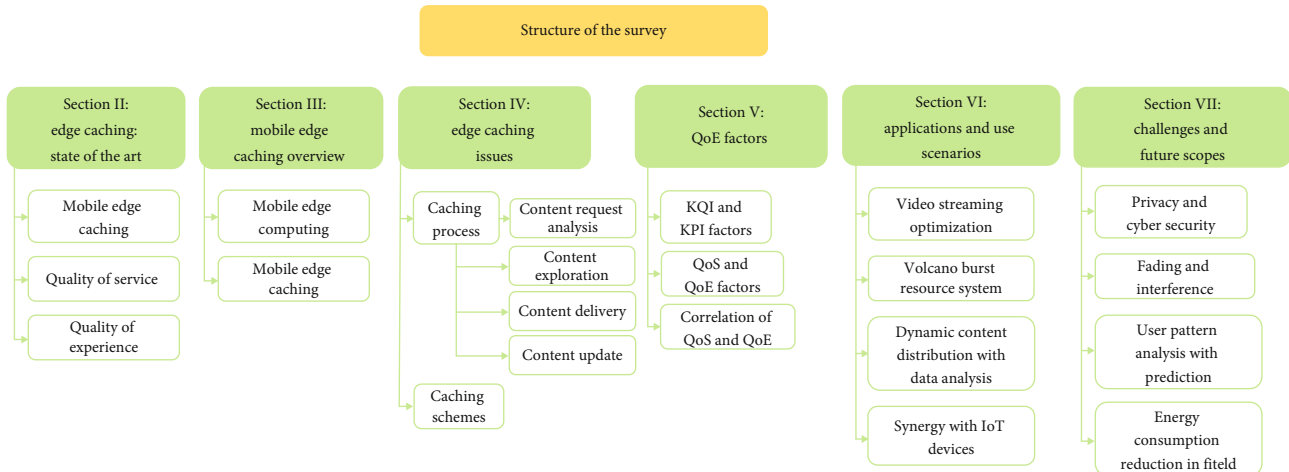 Structure of the survey
Section II:
edge caching:
state of the art
Mobile edge
caching
Quality of service
Quality of
experience
Section III:
mobile edge
caching overview
Mobile edge
computing
Mobile edge
caching
Section IV:
edge caching
issues
Caching
process
Content request
analysis
Content
exploration
Content delivery
Content update
Caching
schemes
Section V:
QoE factors
KQI and
KPI factors
QoS and
QoE factors
Correlation of
QoS and QoE
Section VI:
applications and use
scenarios
Video streaming
optimization
Volcano burst
resource system
Dynamic content
distribution with
data analysis
Synergy with IoT
devices
Section VII:
challenges and
future scopes
Privacy and
cyber security
Fading and
interference
User pattern
analysis with
prediction
Energy
consumption
reduction in fiteld